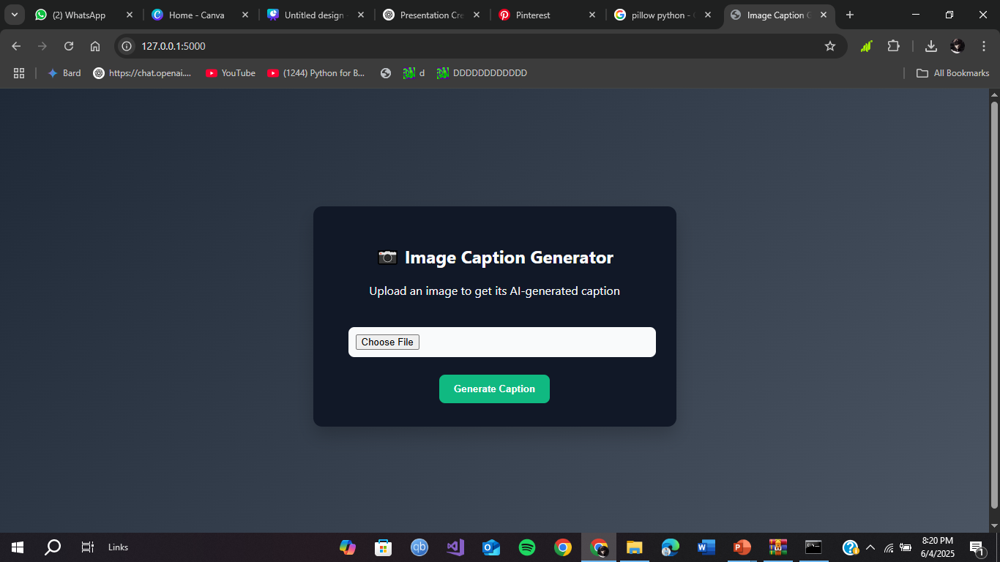 (2) WhatsApp
Home - Canva
Untitled design
Presentation Cre
Pinterest
pillow python -
Image Caption G
127.0.0.1:5000
Bard
https://chat.openai....
YouTube
(1244) Python for B...
d
DDDDDDDDDDDD
All Bookmarks
Image Caption Generator
Upload an image to get its AI-generated caption
Choose File
Generate Caption
Links
8:20 PM
6/4/2025
1